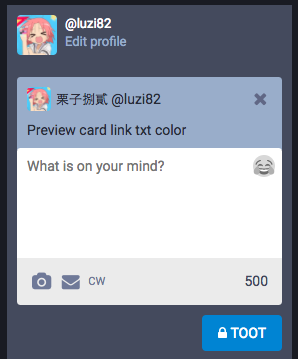 @luzi82
Edit profile
栗子捌貳 @luzi82
Preview card link txt color
What is on your mind?
CW
500
TOOT